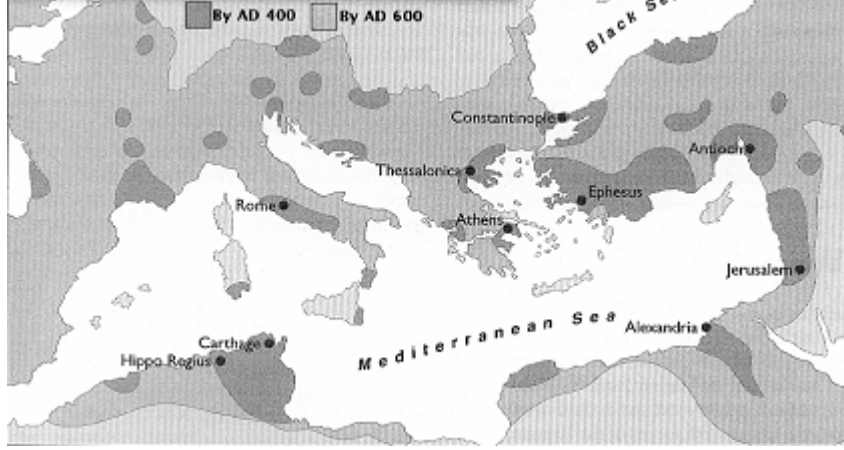 By AD 400
By AD 600
Black Sea
Constantinople
Antioch
Thessalonica
Ephesus
Rome
Athens
Jerusalem
Alexandria
Carthage
Mediterranean Sea
Hippo Regius